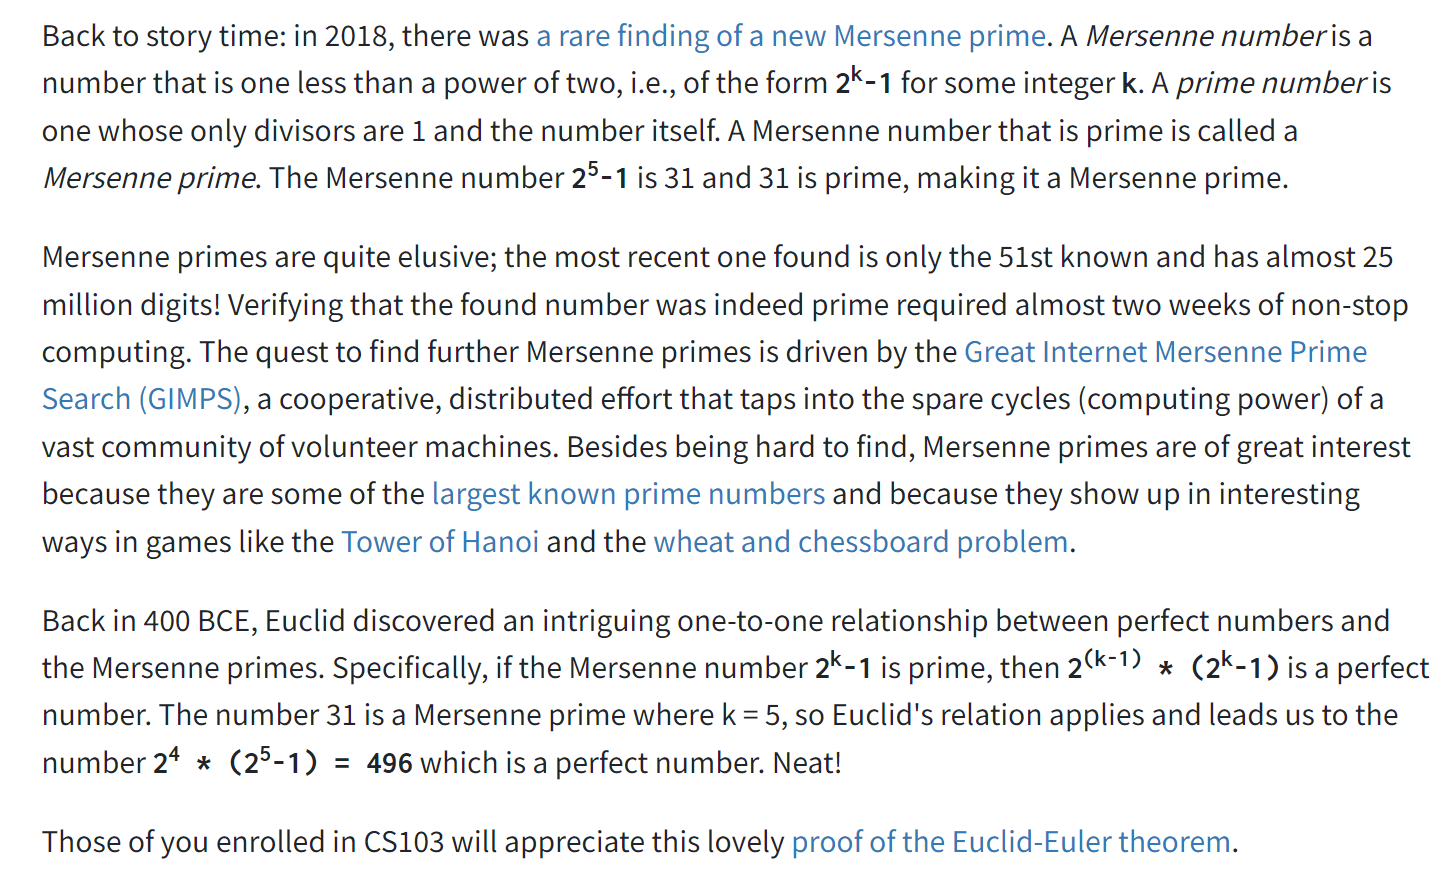 Back to story time: in 2018, there was a rare finding of a new Mersenne prime. A Mersenne number is a
number that is one less than a power of two, i.e., of the form 2^k-1 for some integer k. A prime number is
one whose only divisors are 1 and the number itself. A Mersenne number that is prime is called a
Mersenne prime. The Mersenne number 2^5-1 is 31 and 31 is prime, making it a Mersenne prime.
Mersenne primes are quite elusive; the most recent one found is only the 51st known and has almost 25
million digits! Verifying that the found number was indeed prime required almost two weeks of non-stop
computing. The quest to find further Mersenne primes is driven by the Great Internet Mersenne Prime
Search (GIMPS), a cooperative, distributed effort that taps into the spare cycles (computing power) of a
vast community of volunteer machines. Besides being hard to find, Mersenne primes are of great interest
because they are some of the largest known prime numbers and because they show up in interesting
ways in games like the Tower of Hanoi and the wheat and chessboard problem.
Back in 400 BCE, Euclid discovered an intriguing one-to-one relationship between perfect numbers and
the Mersenne primes. Specifically, if the Mersenne number 2^k-1 is prime, then 2^(k-1) * (2^k-1) is a perfect
number. The number 31 is a Mersenne prime where k = 5, so Euclid's relation applies and leads us to the
number 2^4 * (2^5-1) = 496 which is a perfect number. Neat!
Those of you enrolled in CS103 will appreciate this lovely proof of the Euclid-Euler theorem.